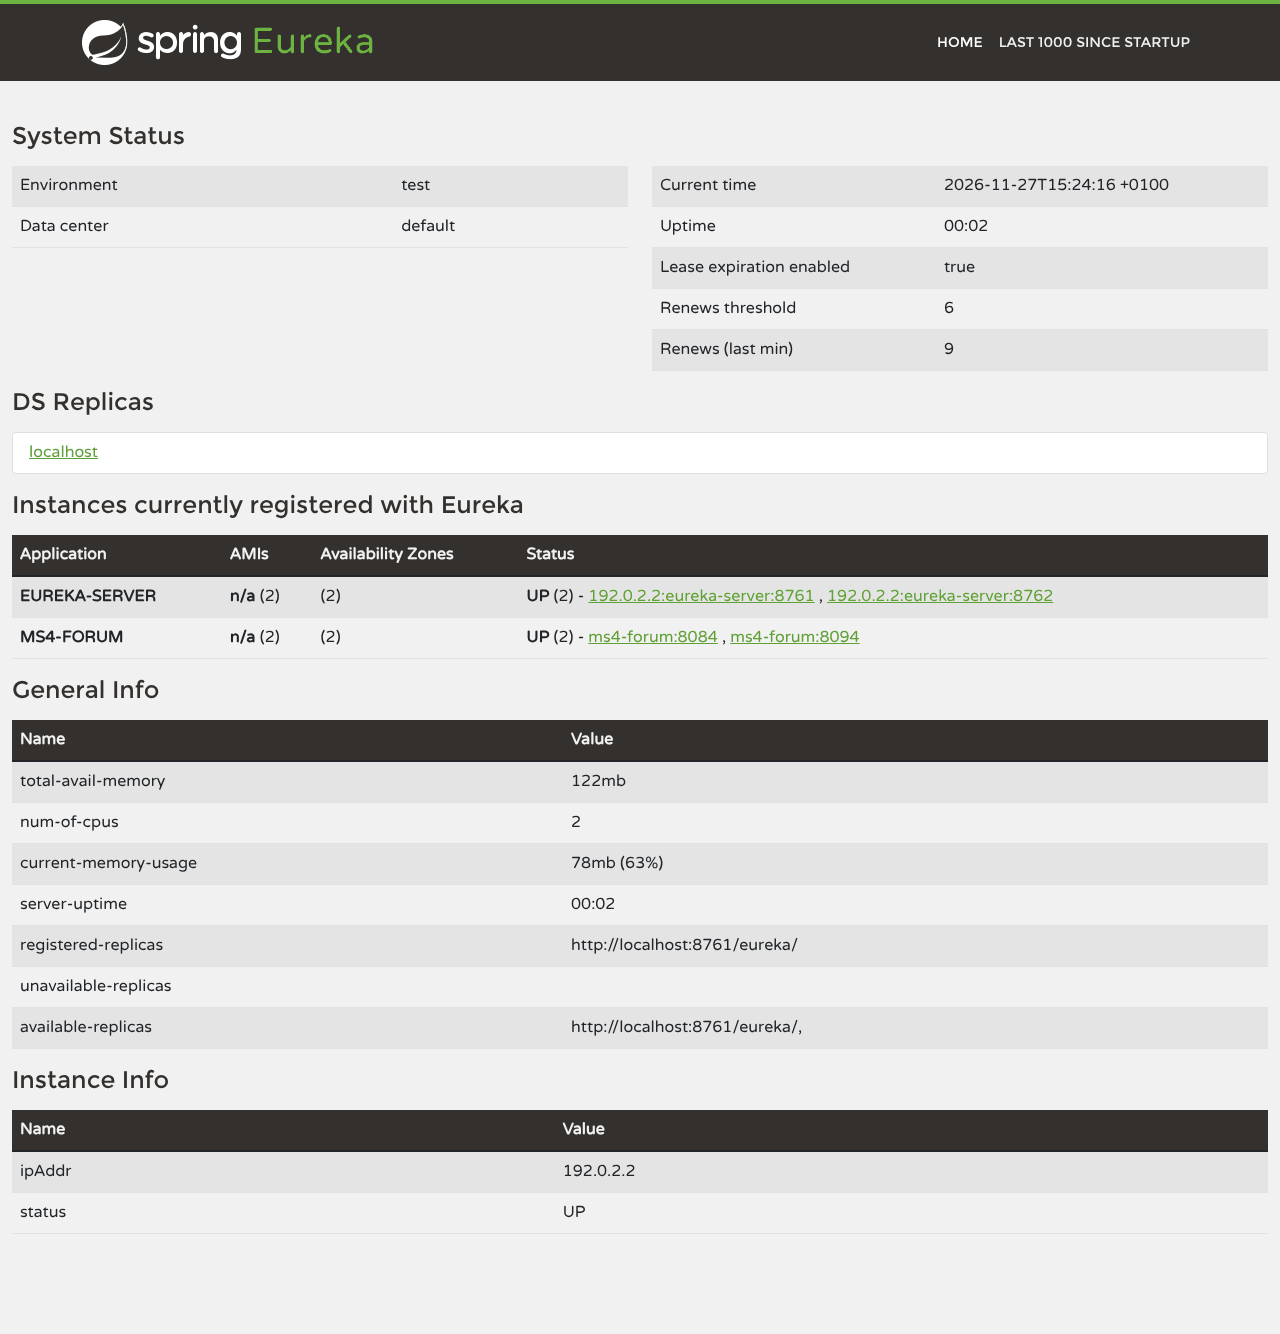 spring Eureka
HOME LAST 1000 SINCE STARTUP
System Status
Environment test
Data center default
Current time 2026-11-27T15:24:16 +0100
Uptime 00:02
Lease expiration enabled true
Renews threshold 6
Renews (last min) 9
DS Replicas
localhost
Instances currently registered with Eureka
Application AMIs Availability Zones Status
EUREKA-SERVER n/a (2) (2) UP (2) - 192.0.2.2:eureka-server:8761 , 192.0.2.2:eureka-server:8762
MS4-FORUM n/a (2) (2) UP (2) - ms4-forum:8084 , ms4-forum:8094
General Info
Name Value
total-avail-memory 122mb
num-of-cpus 2
current-memory-usage 78mb (63%)
server-uptime 00:02
registered-replicas http://localhost:8761/eureka/
unavailable-replicas
available-replicas http://localhost:8761/eureka/,
Instance Info
Name Value
ipAddr 192.0.2.2
status UP